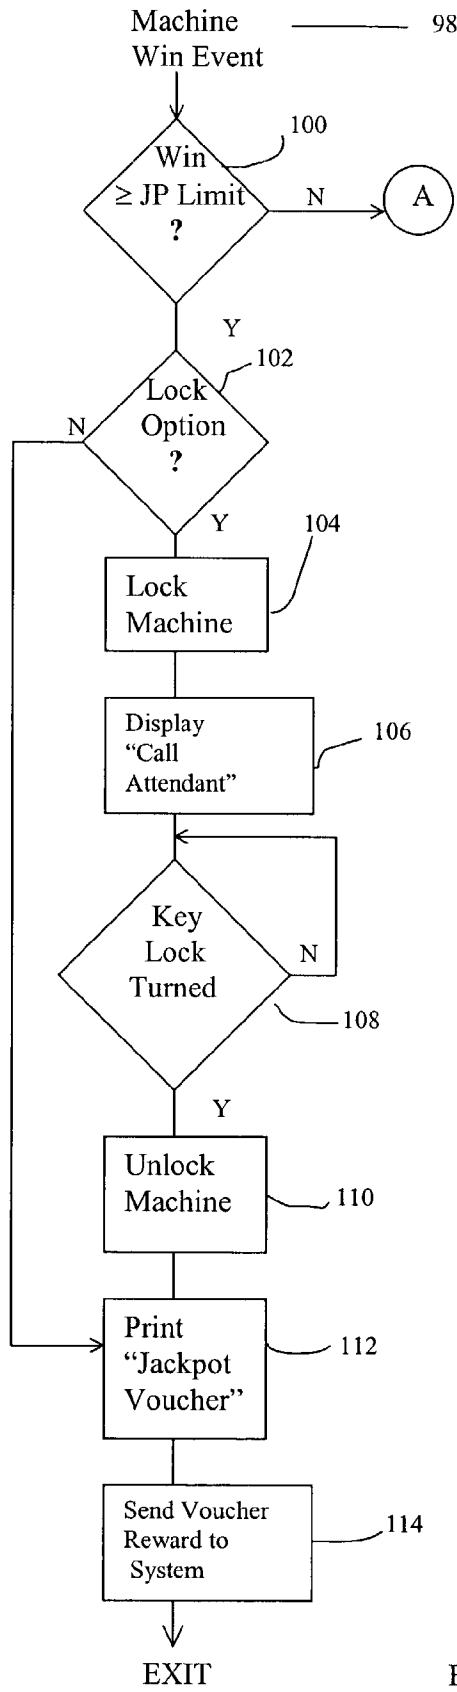 Machine
Win Event
98
100
Win
≥ JP Limit
?
N
A
Y
102
Lock
Option
?
N
Y
104
Lock
Machine
106
Display
“Call
Attendant”
Key
Lock
Turned
N
108
Y
Unlock
Machine
110
Print
“Jackpot
Voucher”
112
Send Voucher
Reward to
System
114
EXIT